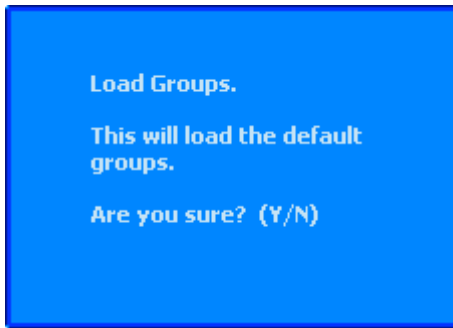 Load Groups.
This will load the default
groups.
Are you sure?  (Y/N)